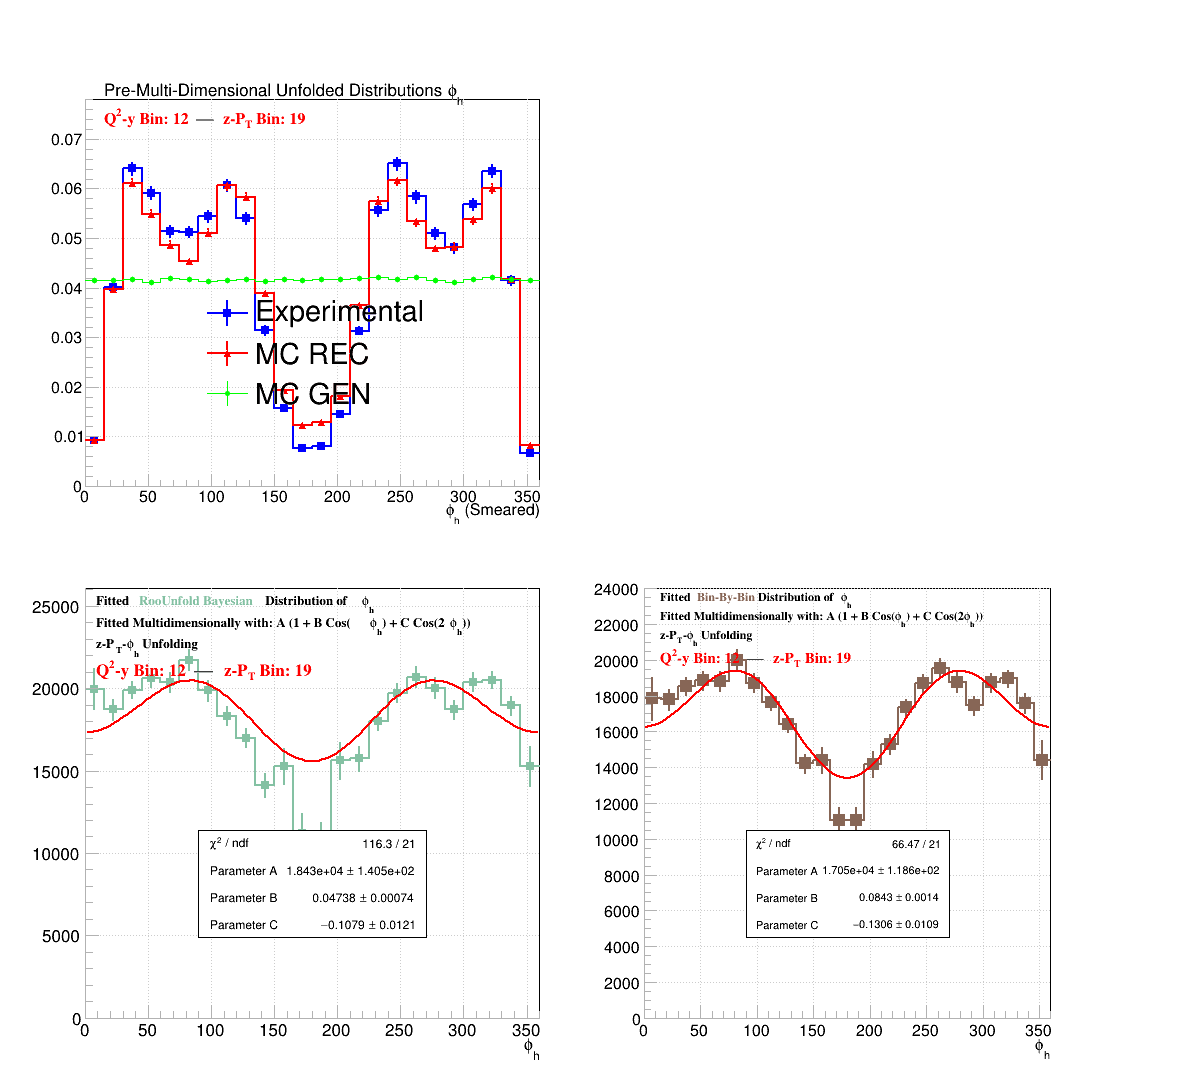 Pre-Multi-Dimensional Unfolded Distributions ϕh
Q²-y Bin: 12 — z-PT Bin: 19
0.07
0.06
0.05
0.04
0.03
0.02
0.01
0
Experimental
MC REC
MC GEN
0 50 100 150 200 250 300 350
ϕh (Smeared)
Fitted RooUnfold Bayesian Distribution of ϕh
Fitted Multidimensionally with: A (1 + B Cos( ϕh) + C Cos(2 ϕh))
z-PT-ϕh Unfolding
Q²-y Bin: 12 — z-PT Bin: 19
25000
20000
15000
10000
5000
0
χ² / ndf 116.3 / 21
Parameter A 1.843e+04 ± 1.405e+02
Parameter B 0.04738 ± 0.00074
Parameter C −0.1079 ± 0.0121
0 50 100 150 200 250 300 350
ϕh
Fitted Bin-By-Bin Distribution of ϕh
Fitted Multidimensionally with: A (1 + B Cos(ϕh) + C Cos(2ϕh))
z-PT-ϕh Unfolding
Q²-y Bin: 12 — z-PT Bin: 19
24000
22000
20000
18000
16000
14000
12000
10000
8000
6000
4000
2000
0
χ² / ndf 66.47 / 21
Parameter A 1.705e+04 ± 1.186e+02
Parameter B 0.0843 ± 0.0014
Parameter C −0.1306 ± 0.0109
0 50 100 150 200 250 300 350
ϕh